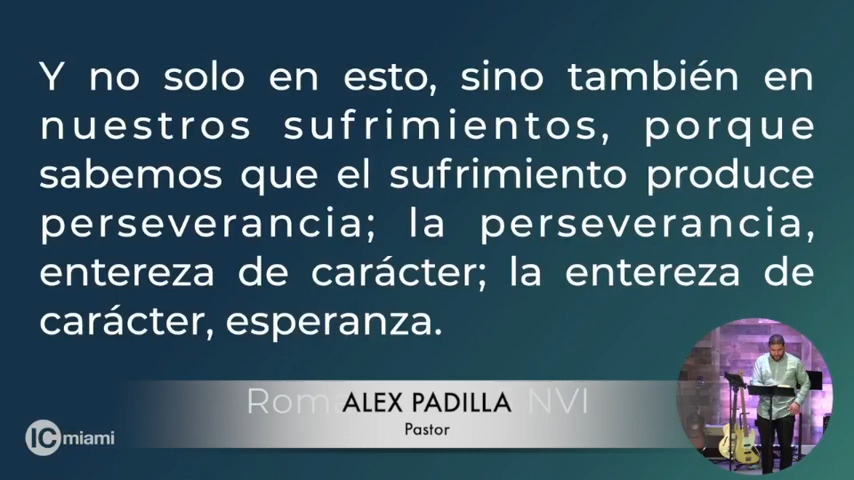 Y no solo en esto, sino también en
nuestros sufrimientos, porque
sabemos que el sufrimiento produce
perseverancia; la perseverancia,
entereza de carácter; la entereza de
carácter, esperanza.
NVI
ALEX PADILLA
Pastor
IC miami